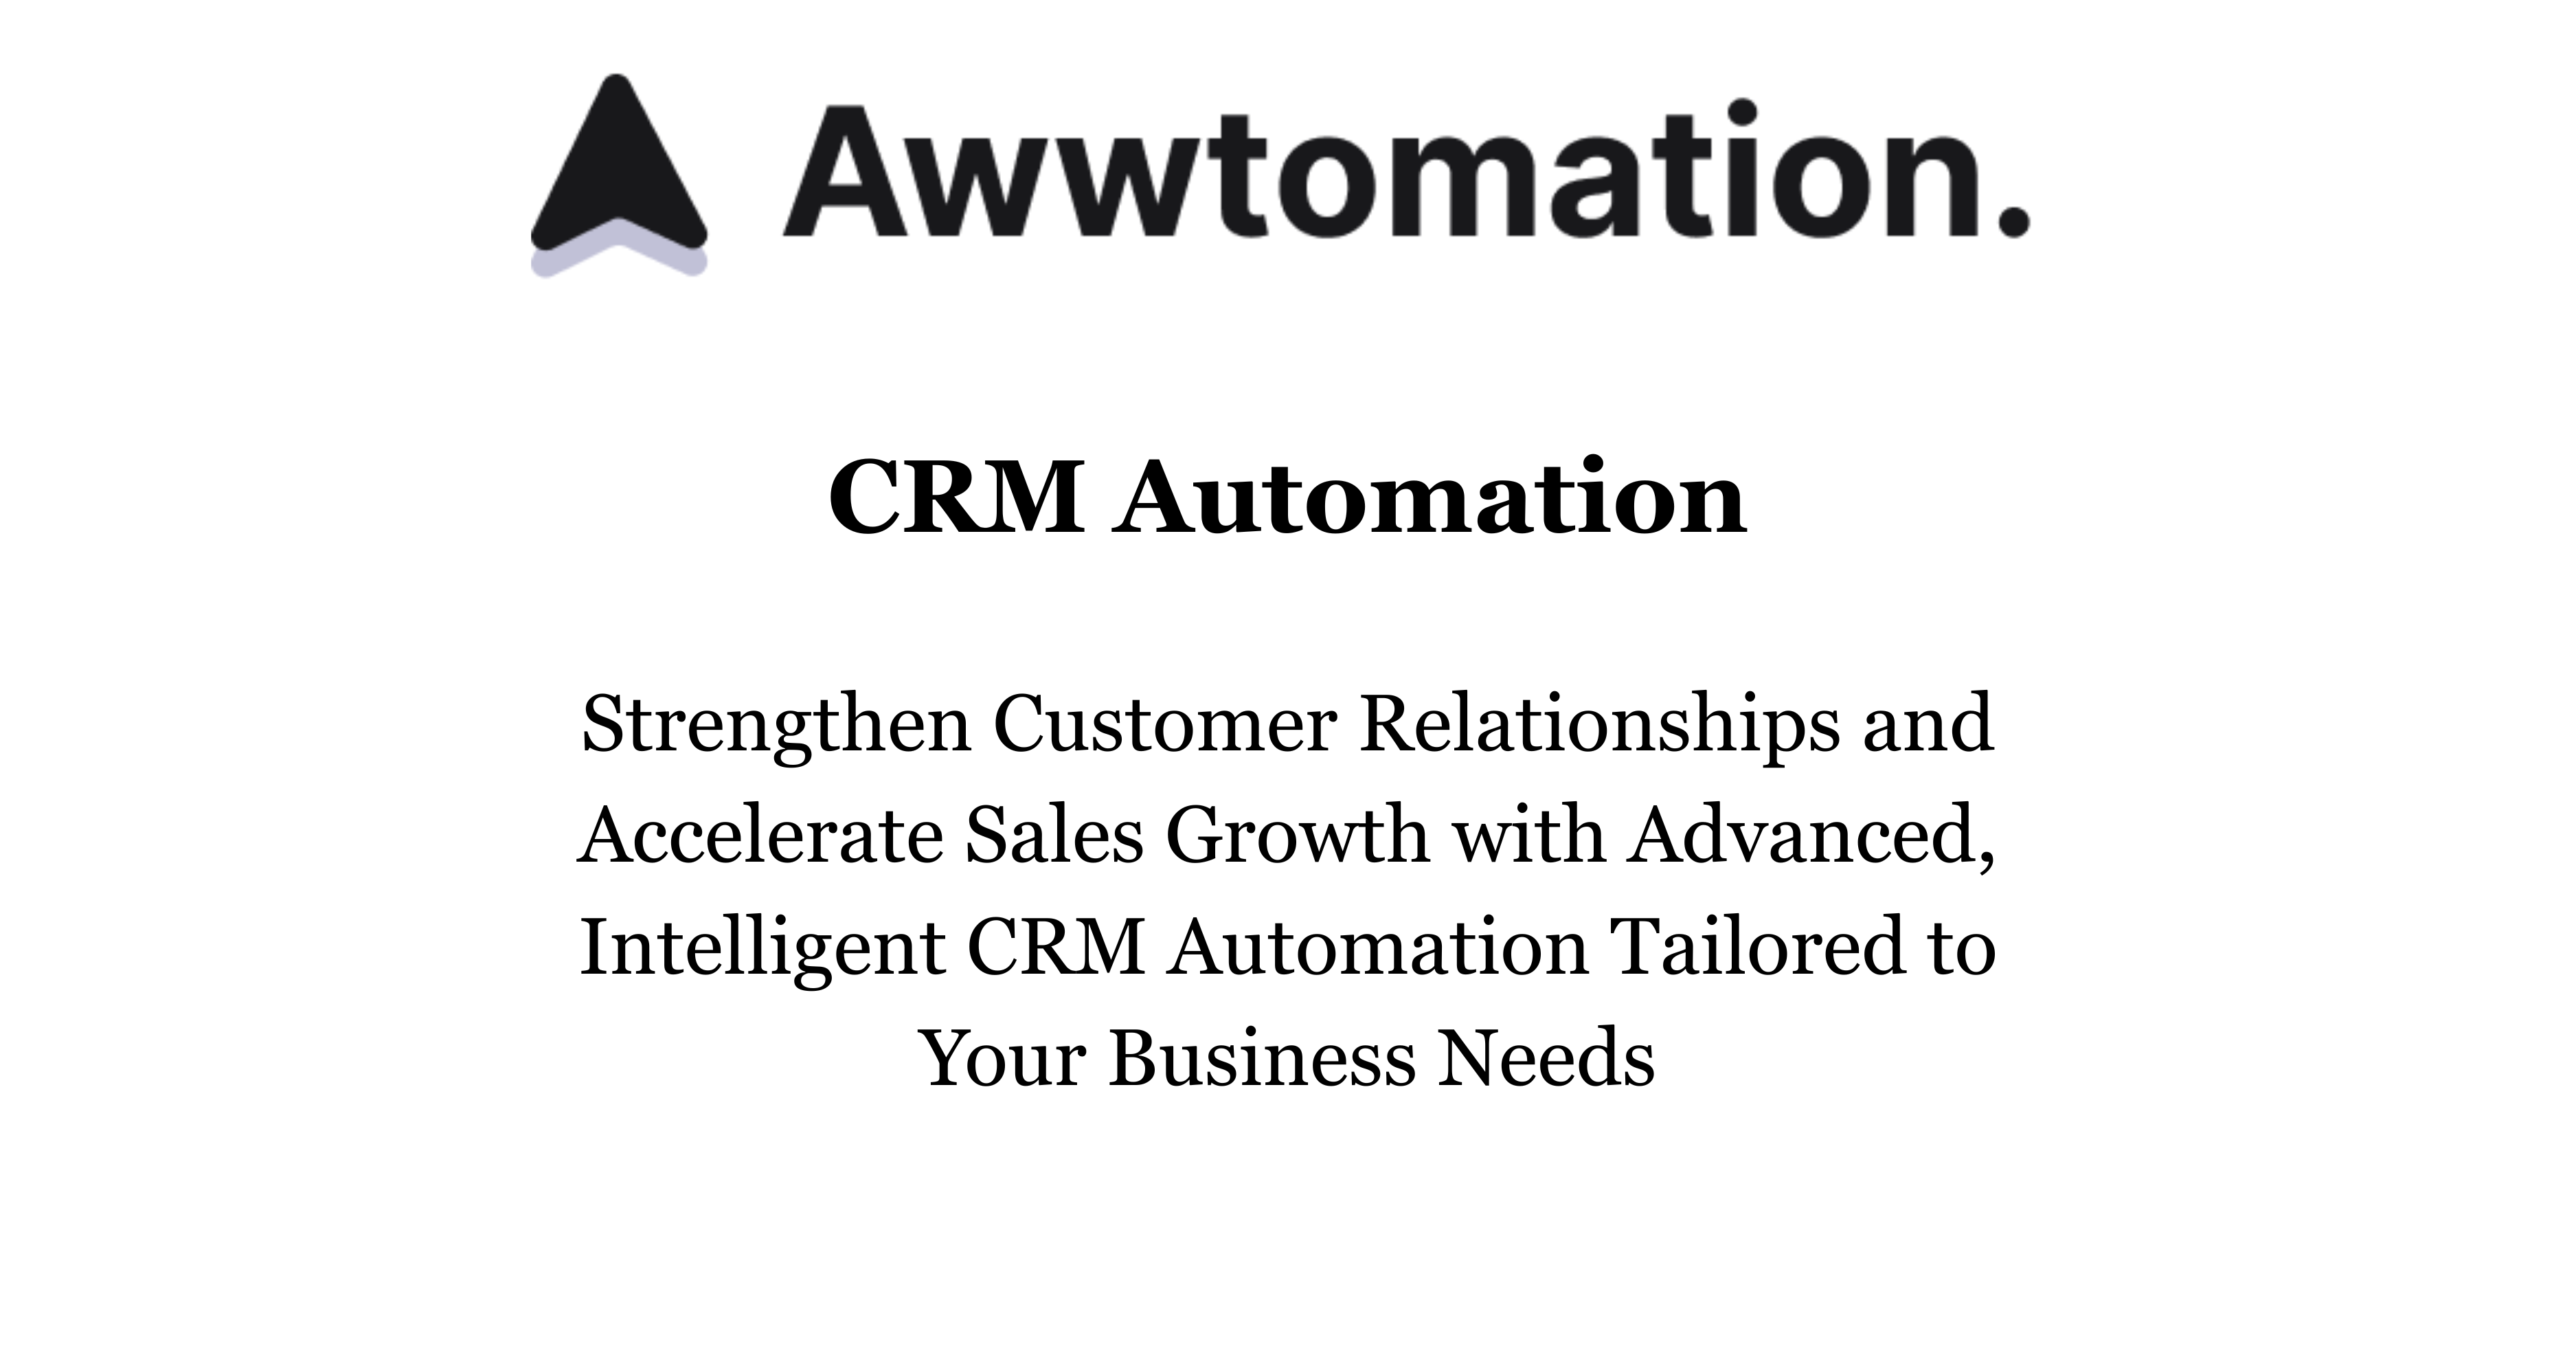 Awwtomation.
CRM Automation
Strengthen Customer Relationships and
Accelerate Sales Growth with Advanced,
Intelligent CRM Automation Tailored to
Your Business Needs